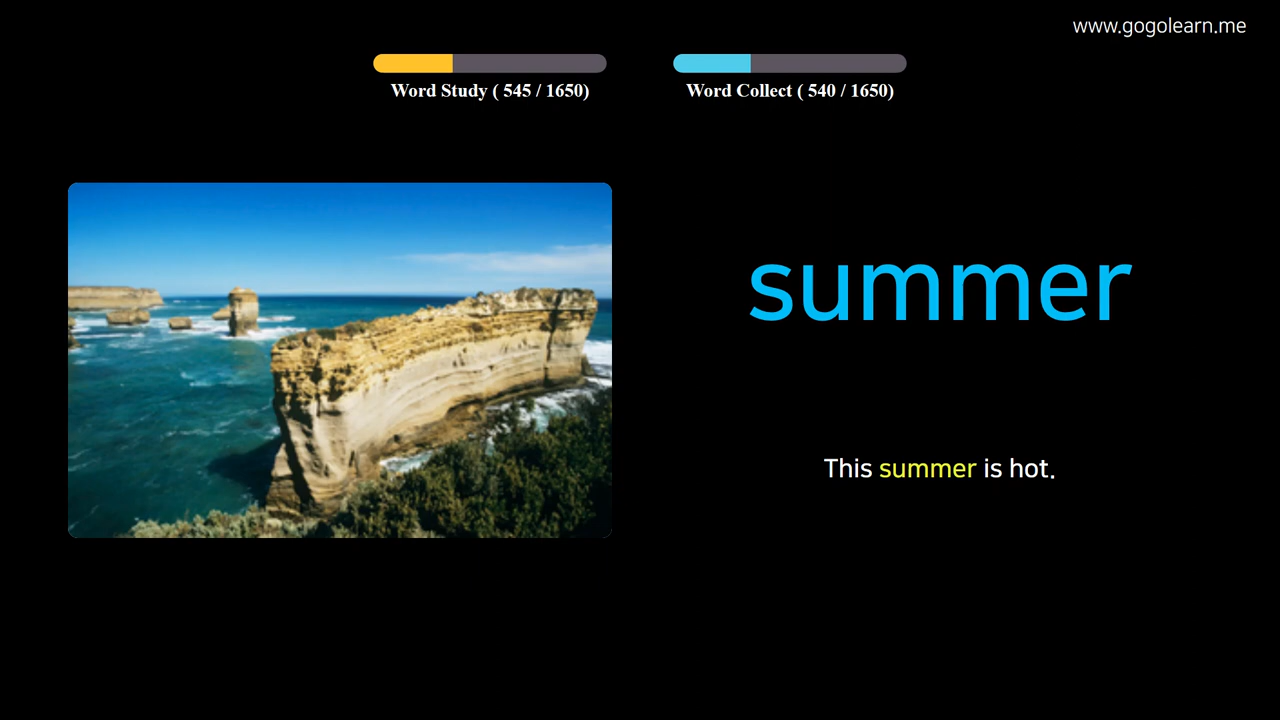 www.gogolearn.me
Word Study ( 545 / 1650)
Word Collect ( 540 / 1650)
summer
This summer is hot.